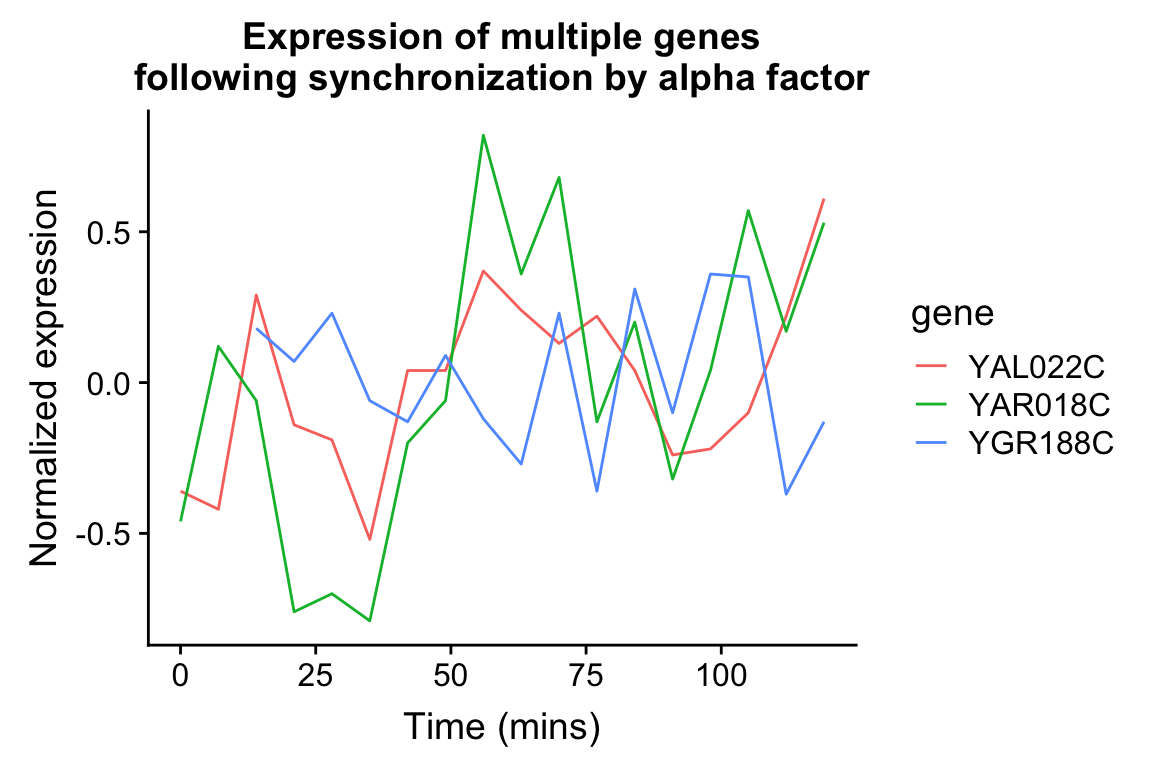 Expression of multiple genes
following synchronization by alpha factor
Normalized expression
0.5
0.0
-0.5
0 25 50 75 100
Time (mins)
gene
YAL022C
YAR018C
YGR188C